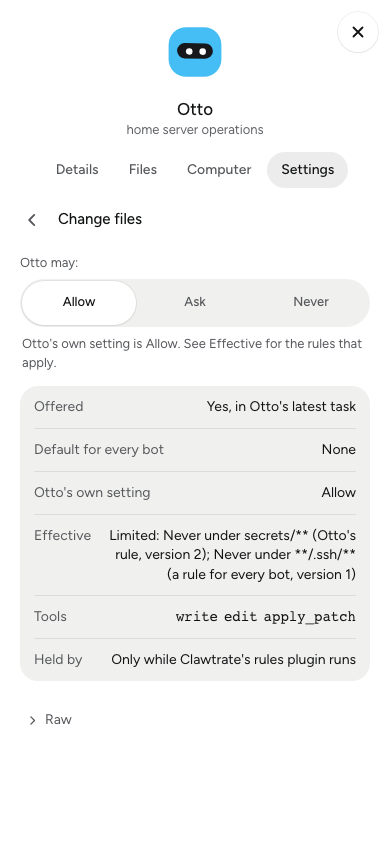 Otto
home server operations
Details Files Computer Settings
Change files
Otto may:
Allow Ask Never
Otto's own setting is Allow. See Effective for the rules that
apply.
Offered Yes, in Otto's latest task
Default for every bot None
Otto's own setting Allow
Effective Limited: Never under secrets/** (Otto's
rule, version 2); Never under **/.ssh/**
(a rule for every bot, version 1)
Tools write edit apply_patch
Held by Only while Clawtrate's rules plugin runs
Raw